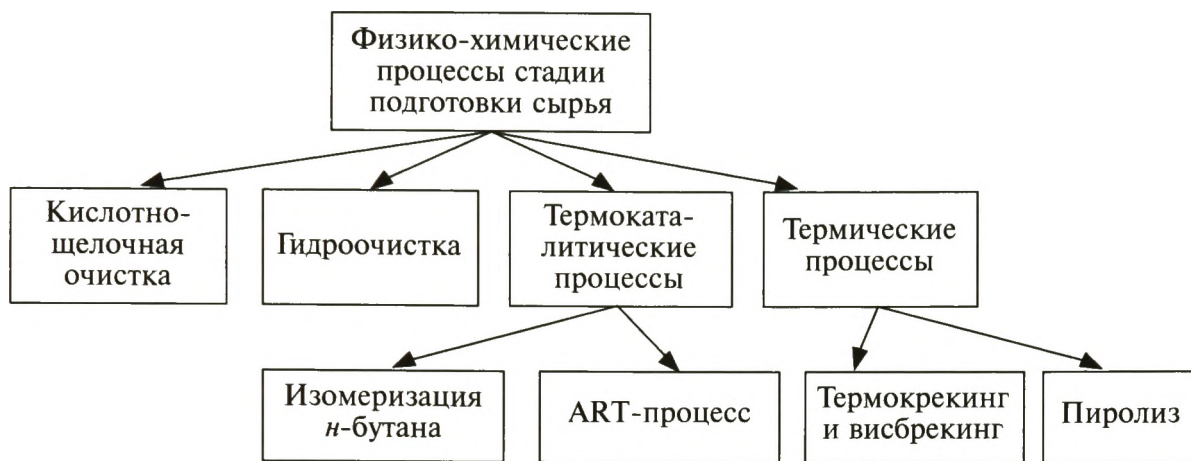 Физико-химические
процессы стадии
подготовки сырья
Кислотно-
щелочная
очистка
Гидроочистка
Термоката-
литические
процессы
Термические
процессы
Изомеризация
н-бутана
ART-процесс
Термокрекинг
и висбрекинг
Пиролиз